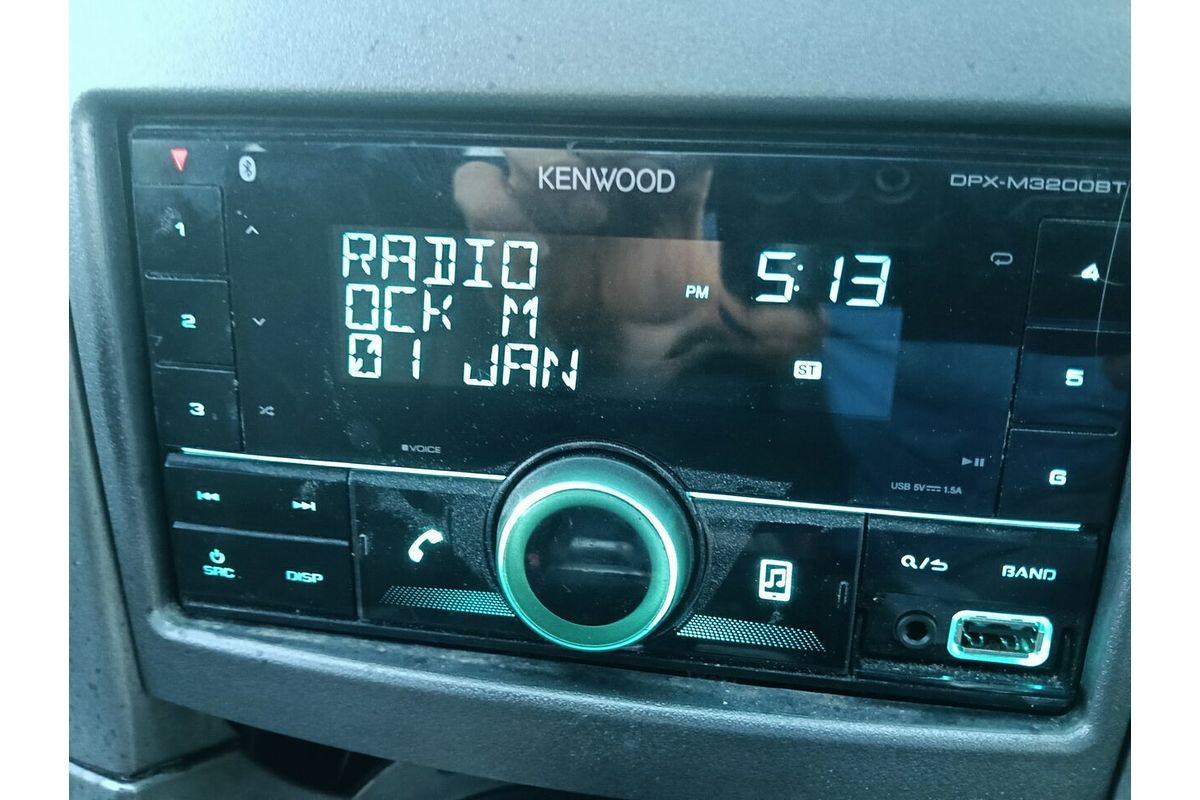 KENWOOD
DPX-M3200BT
1
RADIO
5:13
4
OCK M
PM
2
01 JAN
ST
5
3
VOICE
USB 5V 1.5A
6
SRC
DISP
BAND